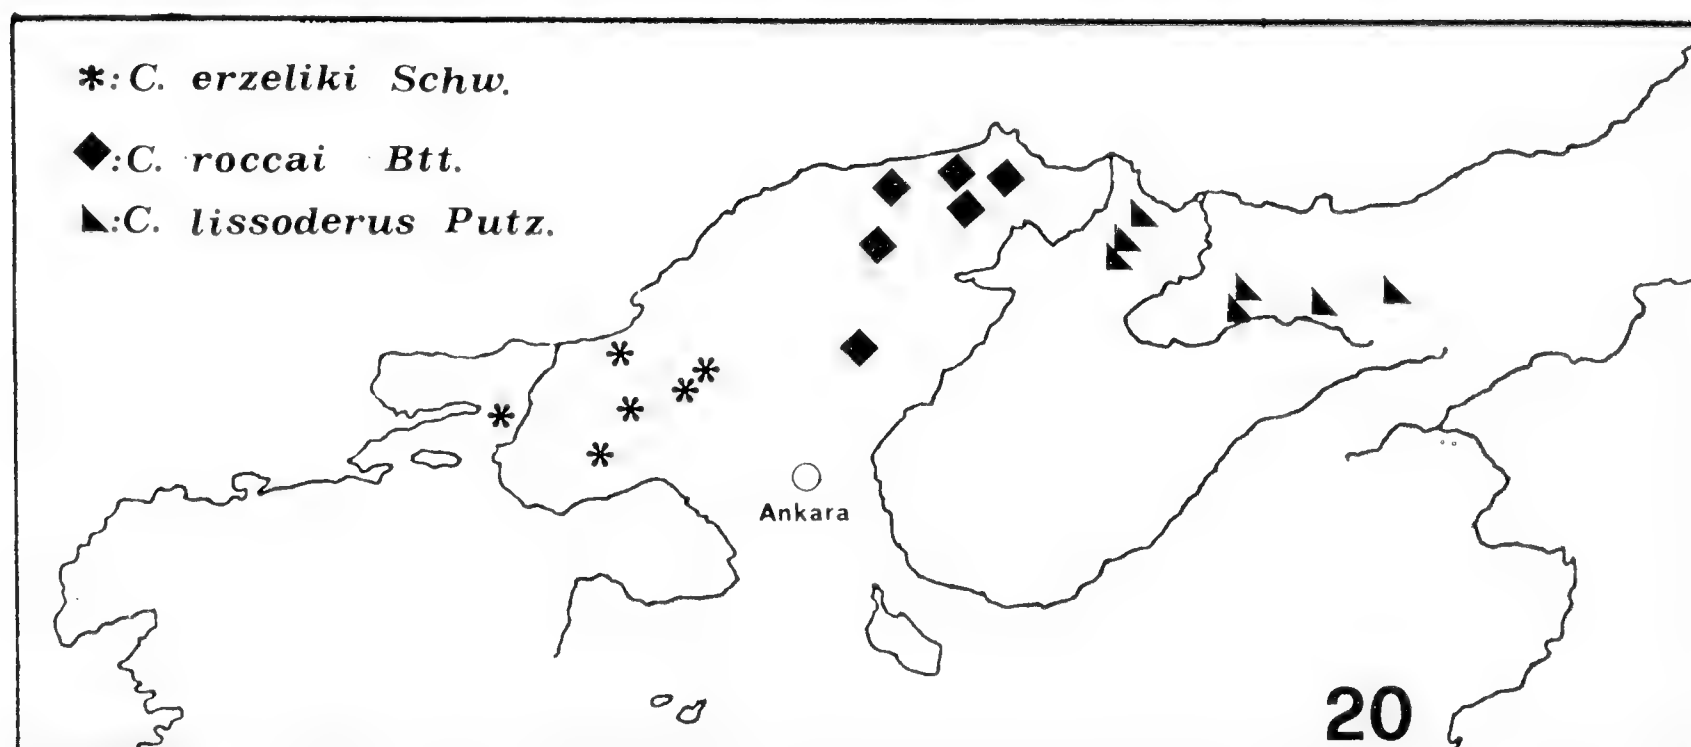 *: C. erzeliki Schw.
◆: C. roccai Btt.
◣: C. lissoderus Putz.
Ankara
20